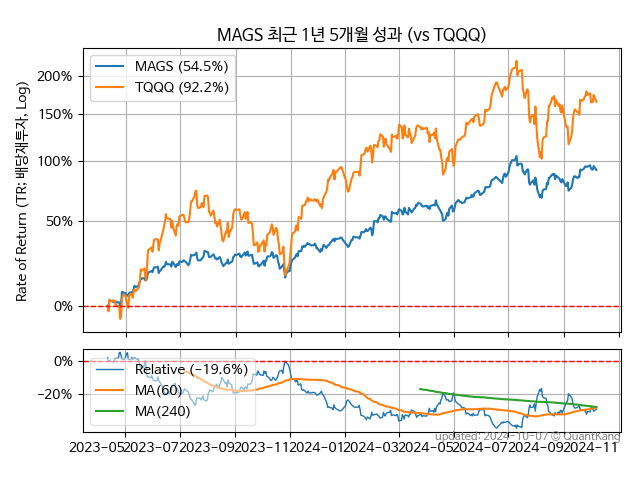 MAGS 최근 1년 5개월 성과 (vs TQQQ)
MAGS (54.5%)
TQQQ (92.2%)
200%
150%
100%
50%
0%
Rate of Return (TR: 배당재투자, Log)
0%
−20%
Relative (−19.6%)
MA(60)
MA(240)
updated: 2024-10-07 © QuantKang
2023-05 2023-07 2023-09 2023-11 2024-01 2024-03 2024-05 2024-07 2024-09 2024-11